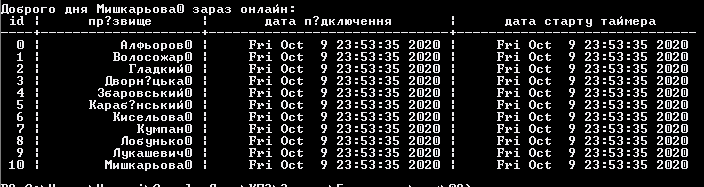 Доброго дня Мишкарьова0 зараз онлайн:
id ¦ пр?звище ¦ дата п?дключення ¦ дата старту таймера
0 ¦ Алфьоров0 ¦ Fri Oct 9 23:53:35 2020 ¦ Fri Oct 9 23:53:35 2020
1 ¦ Волосожар0 ¦ Fri Oct 9 23:53:35 2020 ¦ Fri Oct 9 23:53:35 2020
2 ¦ Гладкий0 ¦ Fri Oct 9 23:53:35 2020 ¦ Fri Oct 9 23:53:35 2020
3 ¦ Дворн?цька0 ¦ Fri Oct 9 23:53:35 2020 ¦ Fri Oct 9 23:53:35 2020
4 ¦ Збаровський0 ¦ Fri Oct 9 23:53:35 2020 ¦ Fri Oct 9 23:53:35 2020
5 ¦ Караб?нський0 ¦ Fri Oct 9 23:53:35 2020 ¦ Fri Oct 9 23:53:35 2020
6 ¦ Кисельова0 ¦ Fri Oct 9 23:53:35 2020 ¦ Fri Oct 9 23:53:35 2020
7 ¦ Кумпан0 ¦ Fri Oct 9 23:53:35 2020 ¦ Fri Oct 9 23:53:35 2020
8 ¦ Лобунько0 ¦ Fri Oct 9 23:53:35 2020 ¦ Fri Oct 9 23:53:35 2020
9 ¦ Лукашевич0 ¦ Fri Oct 9 23:53:35 2020 ¦ Fri Oct 9 23:53:35 2020
10 ¦ Мишкарьова0 ¦ Fri Oct 9 23:53:35 2020 ¦ Fri Oct 9 23:53:35 2020